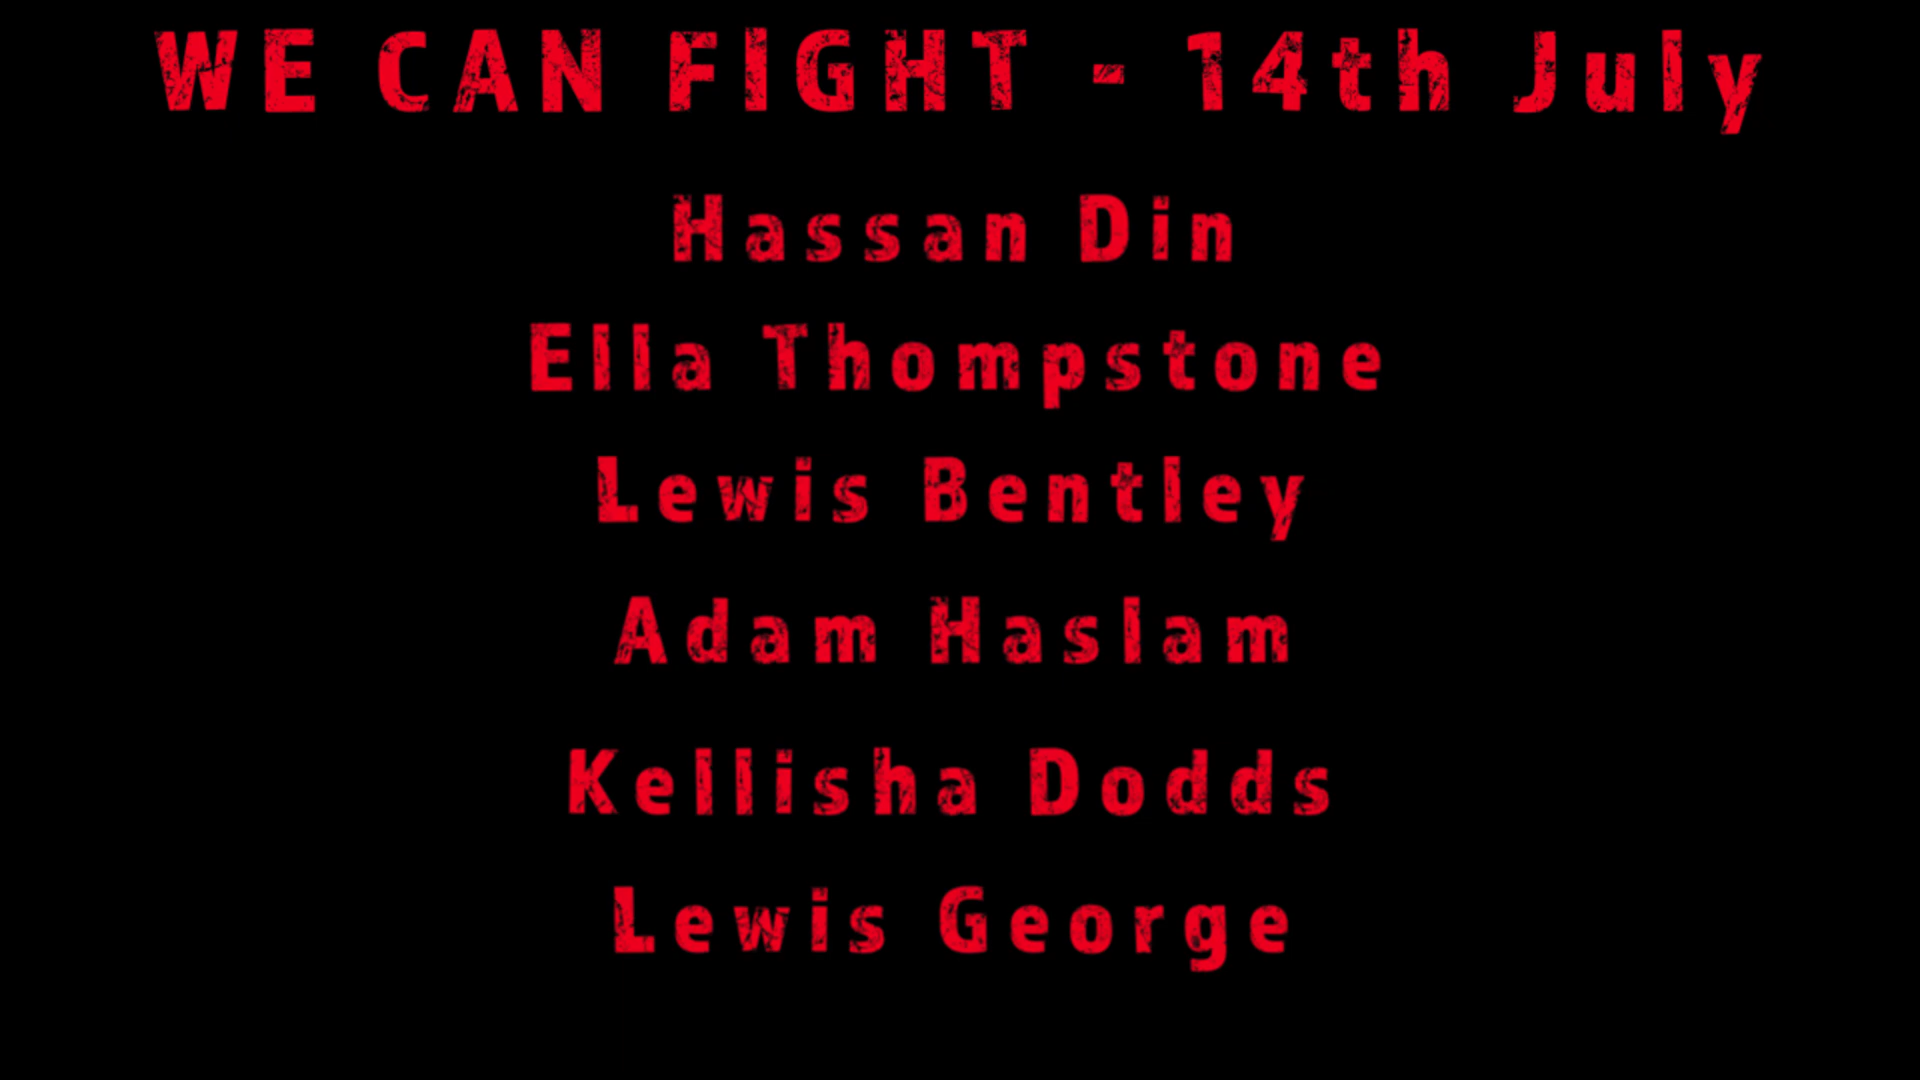 WE CAN FIGHT - 14th July
Hassan Din
Ella Thompstone
Lewis Bentley
Adam Haslam
Kellisha Dodds
Lewis George